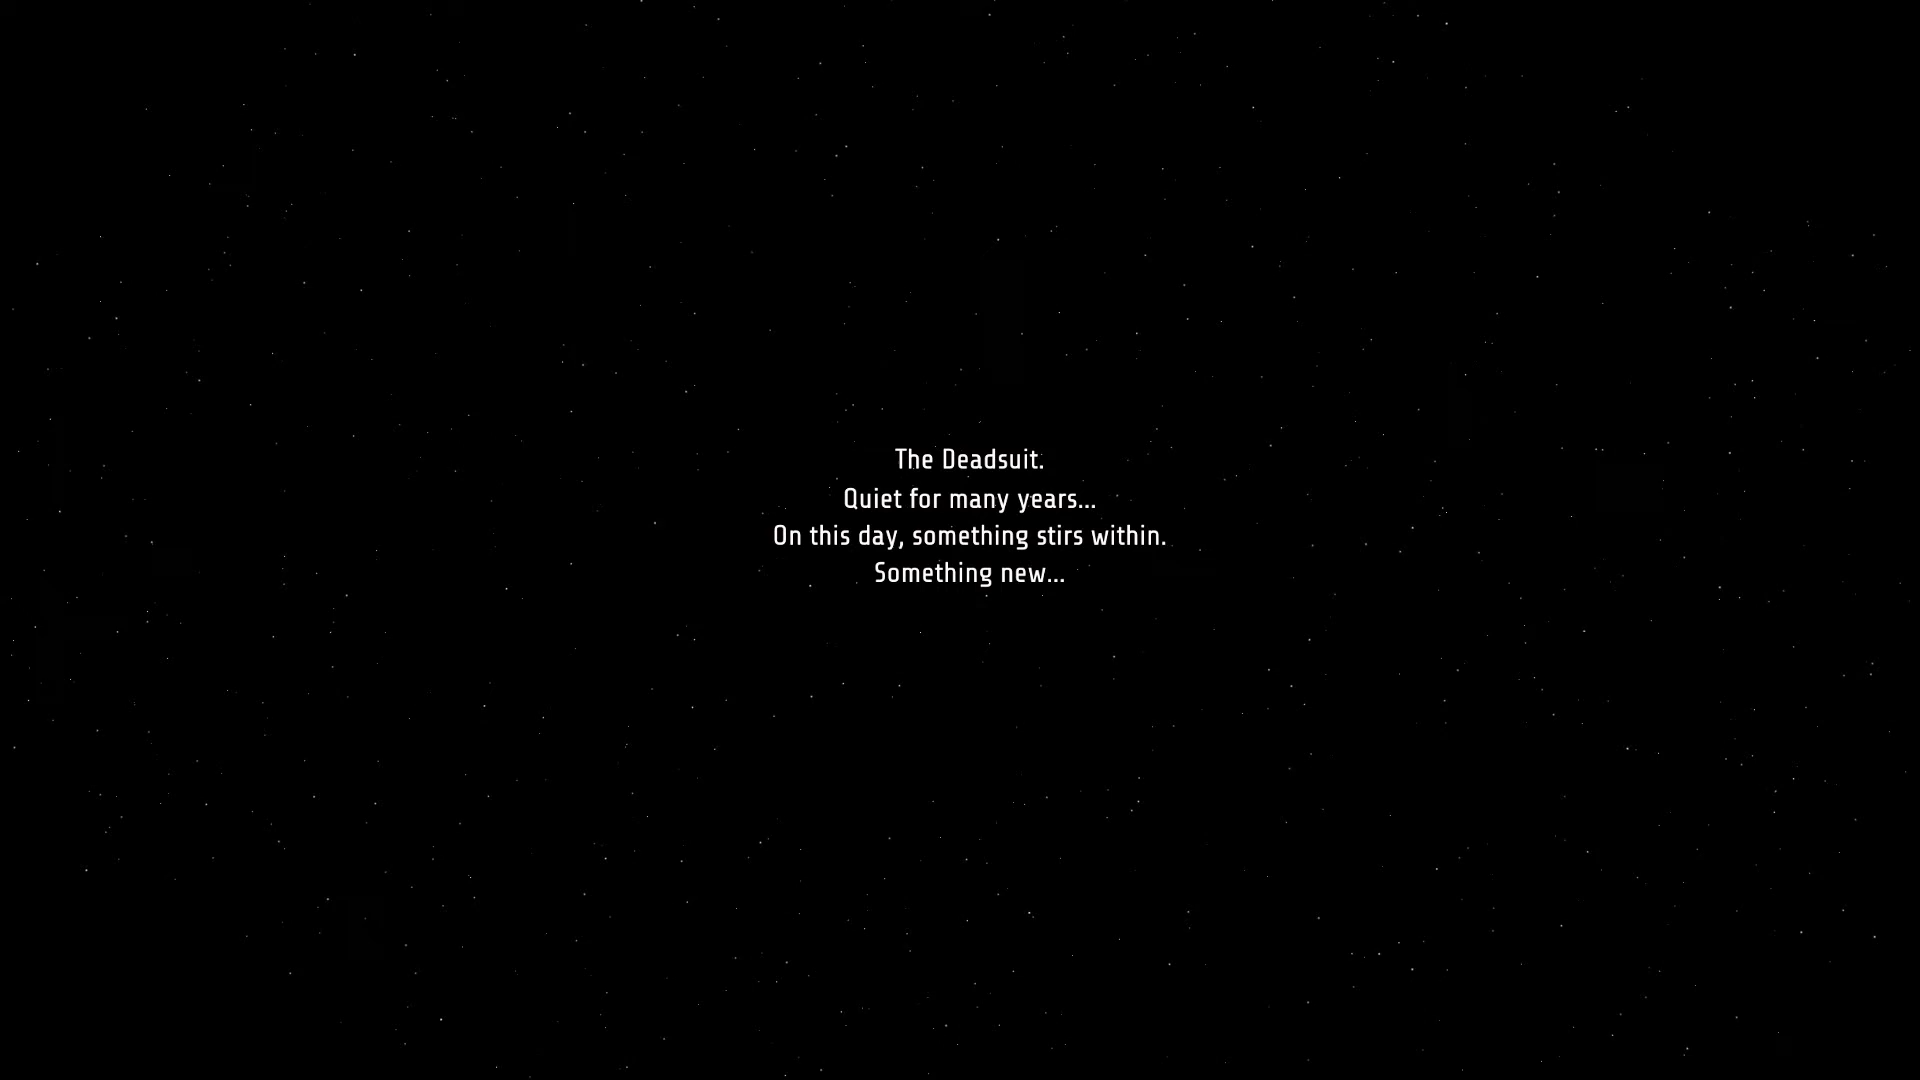 The Deadsuit.
Quiet for many years...
On this day, something stirs within.
Something new...